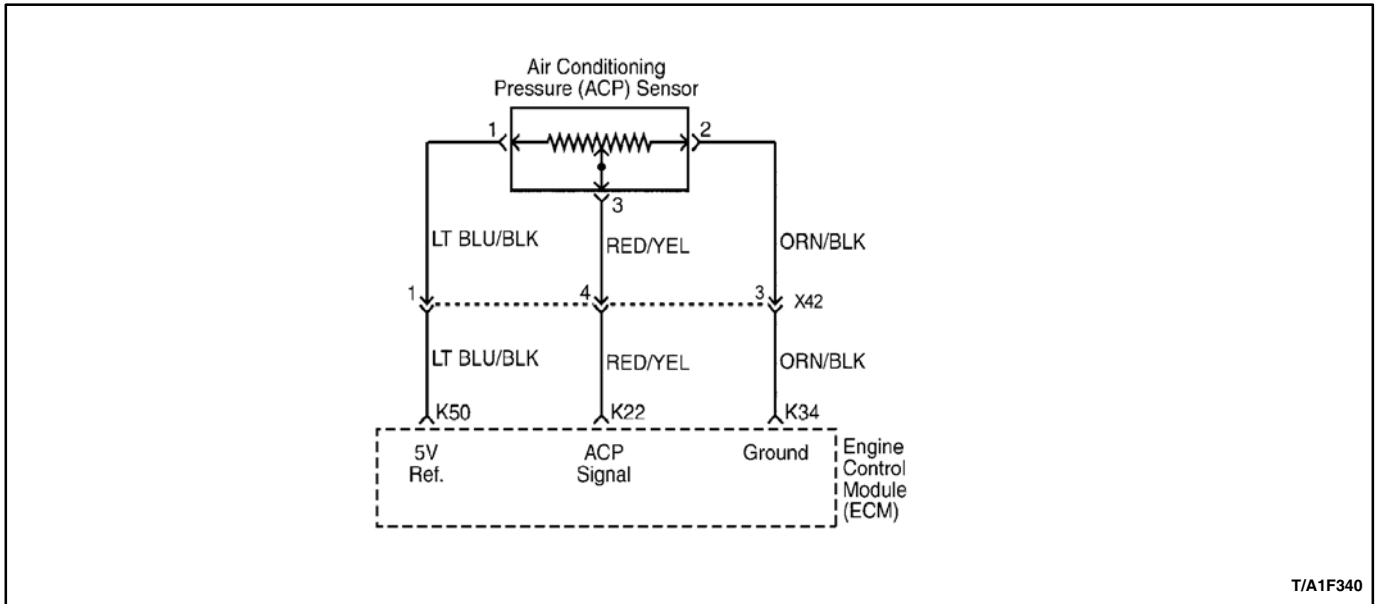 Air Conditioning
Pressure (ACP) Sensor
1
2
3
LT BLU/BLK
RED/YEL
ORN/BLK
1
4
3
X42
LT BLU/BLK
RED/YEL
ORN/BLK
K50
K22
K34
5V
Ref.
ACP
Signal
Ground
Engine
Control
Module
(ECM)
T/A1F340